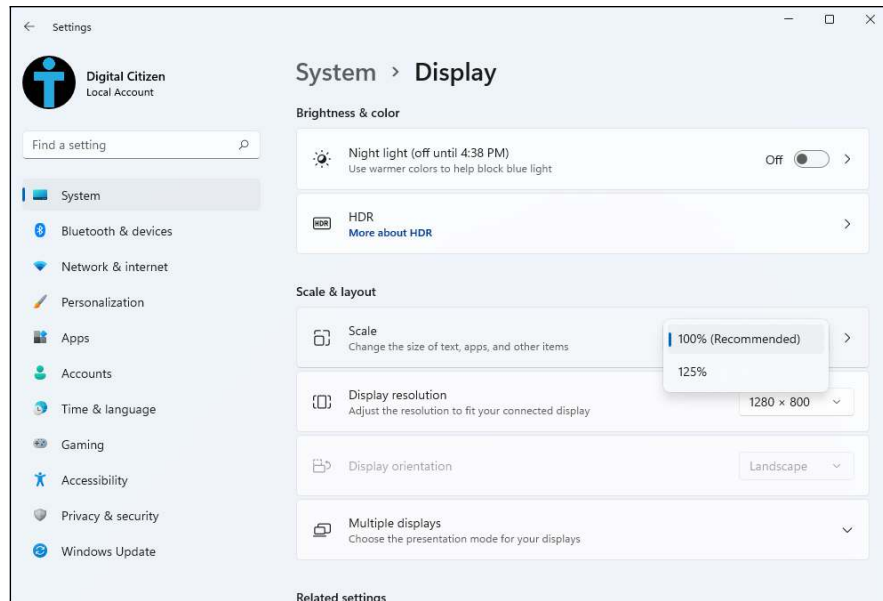 Settings
Digital Citizen
Local Account
Find a setting
System
Bluetooth & devices
Network & internet
Personalization
Apps
Accounts
Time & language
Gaming
Accessibility
Privacy & security
Windows Update
System > Display
Brightness & color
Night light (off until 4:38 PM)
Use warmer colors to help block blue light
Off
HDR
HDR
More about HDR
Scale & layout
Scale
Change the size of text, apps, and other items
100% (Recommended)
125%
Display resolution
Adjust the resolution to fit your connected display
1280 × 800
Display orientation
Landscape
Multiple displays
Choose the presentation mode for your displays
Related settings